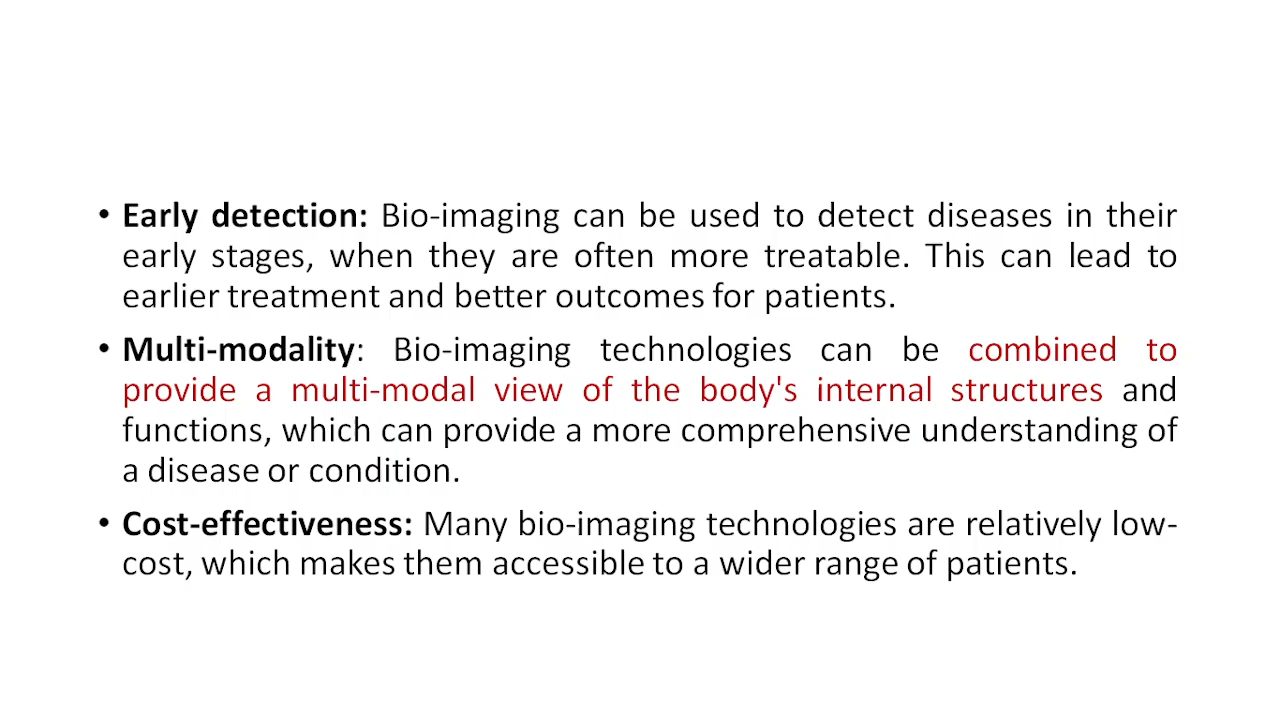 • Early detection: Bio-imaging can be used to detect diseases in their
early stages, when they are often more treatable. This can lead to
earlier treatment and better outcomes for patients.
• Multi-modality: Bio-imaging technologies can be combined to
provide a multi-modal view of the body's internal structures and
functions, which can provide a more comprehensive understanding of
a disease or condition.
• Cost-effectiveness: Many bio-imaging technologies are relatively low-
cost, which makes them accessible to a wider range of patients.